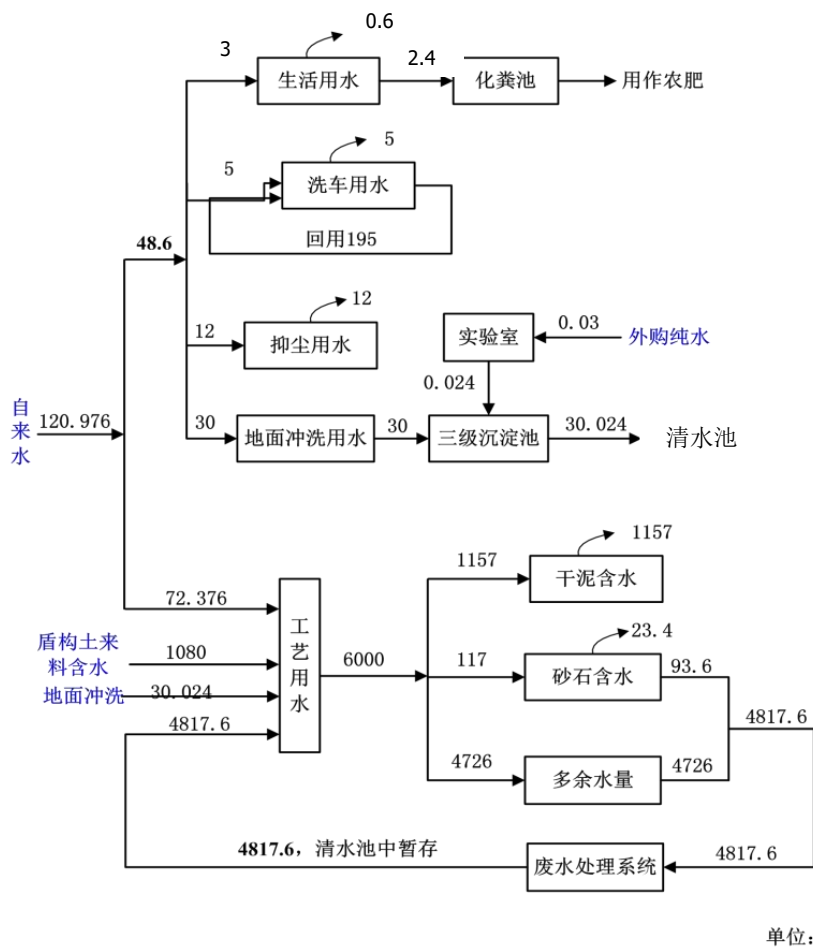 0.6
3
2.4
生活用水
化粪池
用作农肥
5
5
洗车用水
回用195
48.6
12
12
抑尘用水
实验室
0.03
外购纯水
0.024
自来水
120.976
30
地面冲洗用水
30
三级沉淀池
30.024
清水池
1157
1157
干泥含水
72.376
工艺用水
盾构土来
料含水
1080
6000
地面冲洗
30.024
4817.6
23.4
117
砂石含水
93.6
4817.6
4726
多余水量
4726
4817.6，清水池中暂存
废水处理系统
4817.6
单位：